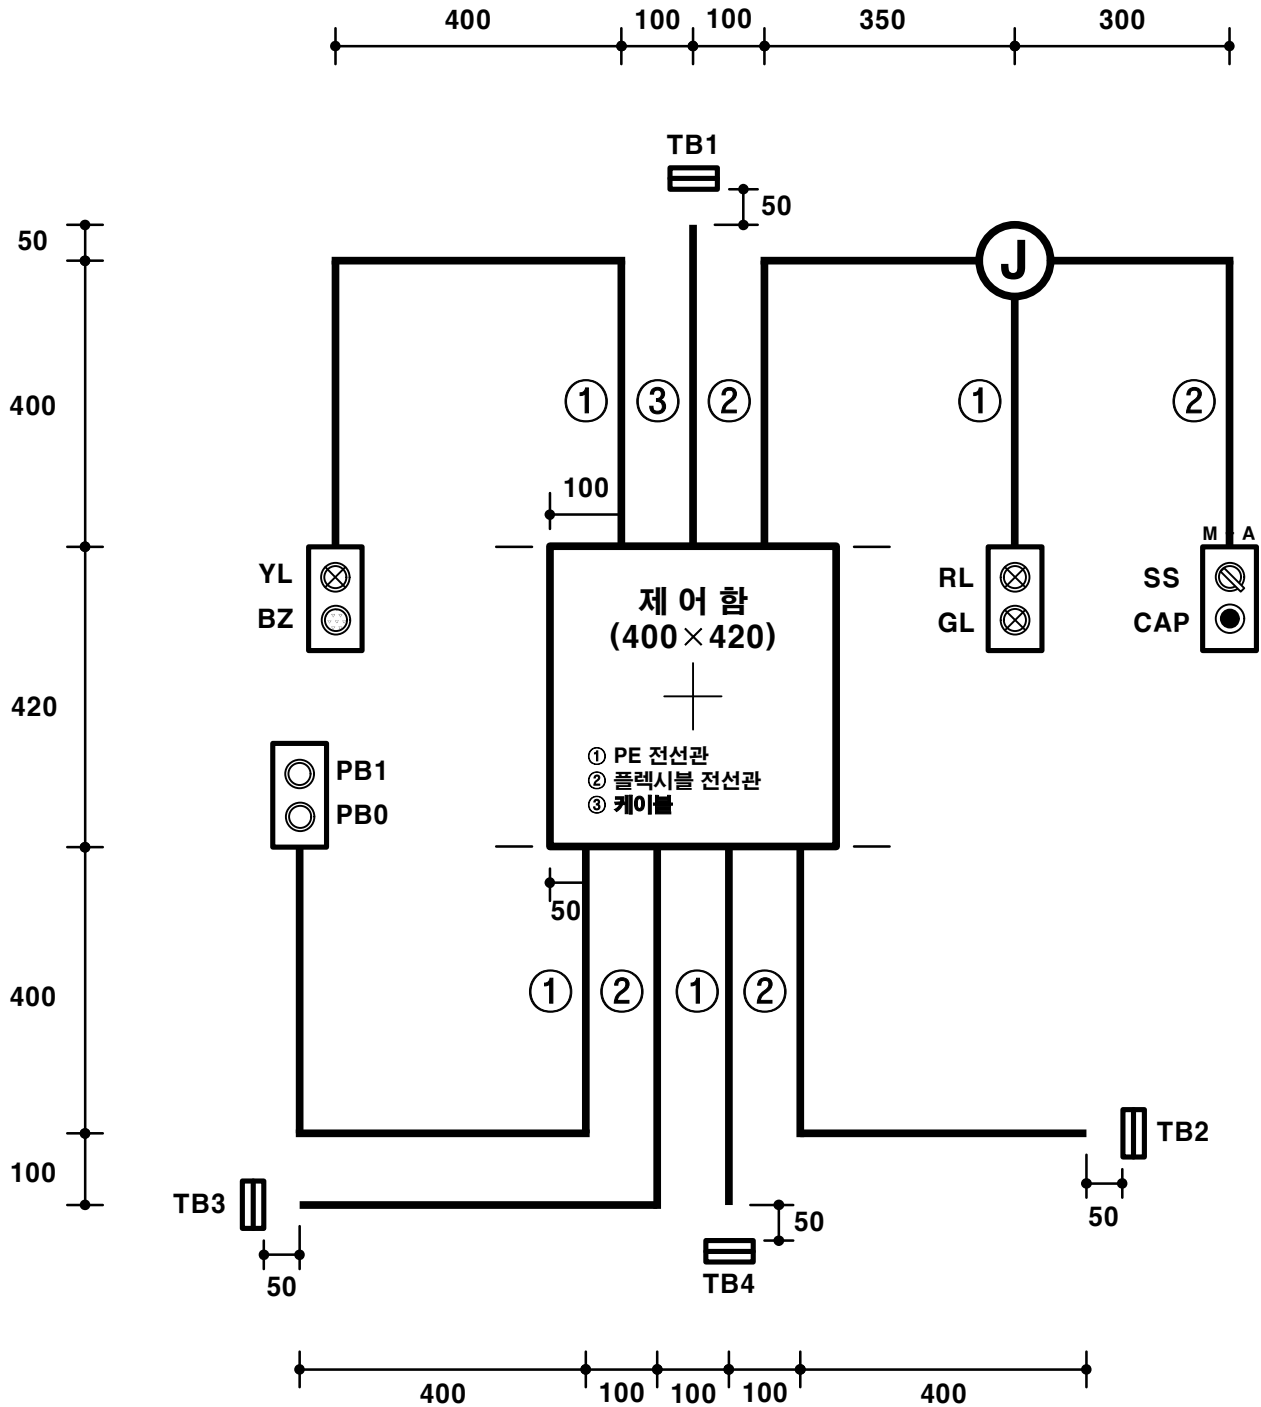 400 100 100 350 300
TB1
50
50
J
400
① ③ ② ① ②
100
M A
YL
BZ
RL
GL
SS
CAP
제 어 함
(400×420)
420
① PE 전선관
② 플렉시블 전선관
③ 케이블
PB1
PB0
50
400
① ② ① ②
100
TB2
TB3
50
50
50
TB4
400 100 100 100 400